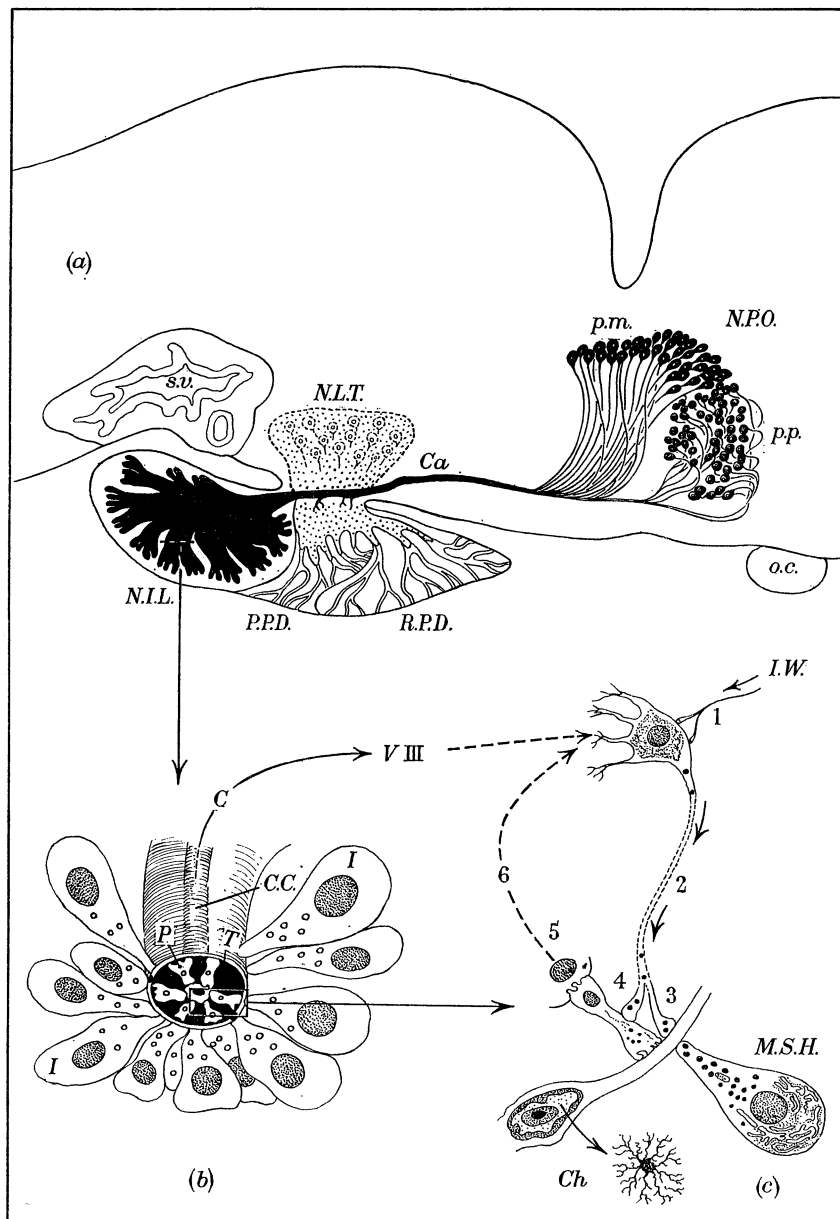 (a)
p.m.
N.P.O.
s.v.
N.L.T.
Ca
p.p.
o.c.
N.I.L.
P.P.D.
R.P.D.
I.W.
1
V III
C
I
C.C.
6
2
5
P
T
4
3
I
M.S.H.
Ch
(b)
(c)